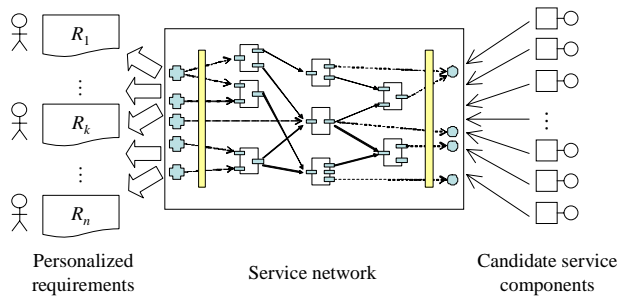 R1
⋮
Rk
⋮
Rn
⋮
Personalized
requirements
Service network
Candidate service
components